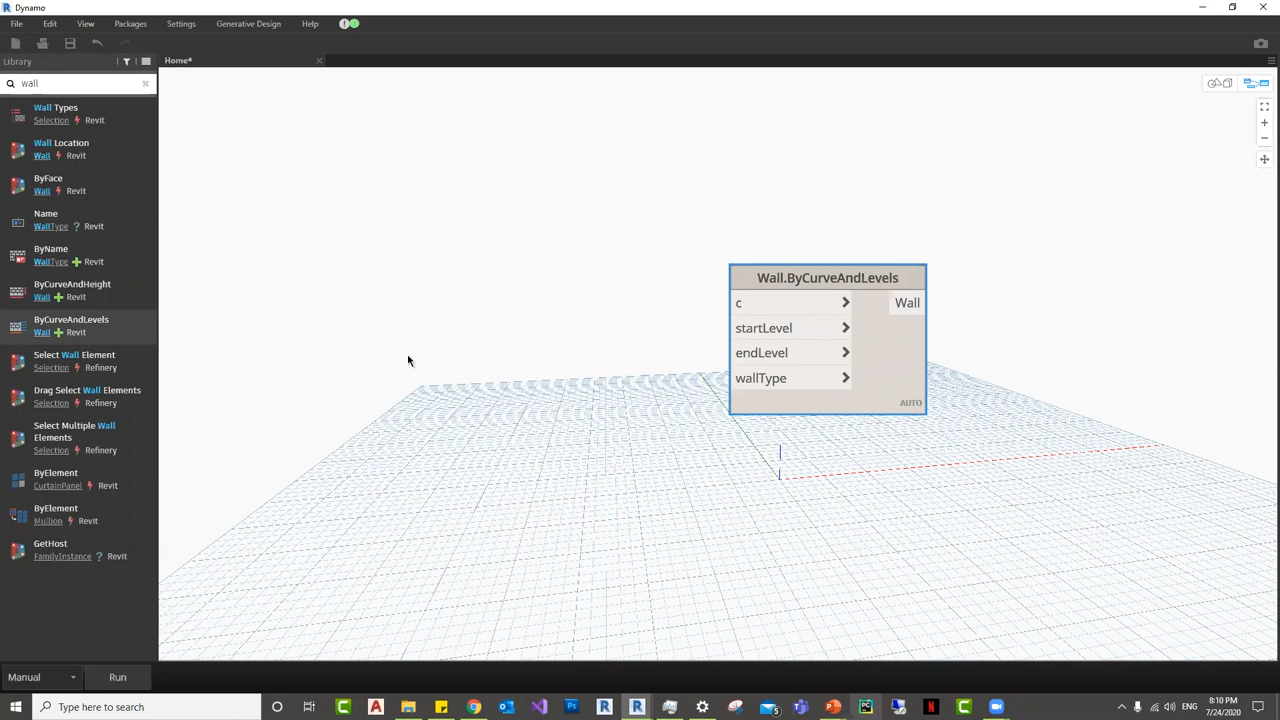 Dynamo
File Edit View Packages Settings Generative Design Help !
Library
Home*
wall
Wall Types
Selection Revit
Wall Location
Wall Revit
ByFace
Wall Revit
Name
WallType ? Revit
ByName
WallType Revit
ByCurveAndHeight
Wall Revit
ByCurveAndLevels
Wall Revit
Select Wall Element
Selection Refinery
Drag Select Wall Elements
Selection Refinery
Select Multiple Wall
Elements
Selection Refinery
ByElement
CurtainPanel Revit
ByElement
Mullion Revit
GetHost
FamilyInstance ? Revit
Wall.ByCurveAndLevels
c > Wall
startLevel >
endLevel >
wallType >
AUTO
Manual Run
Type here to search
8:10 PM
7/24/2020